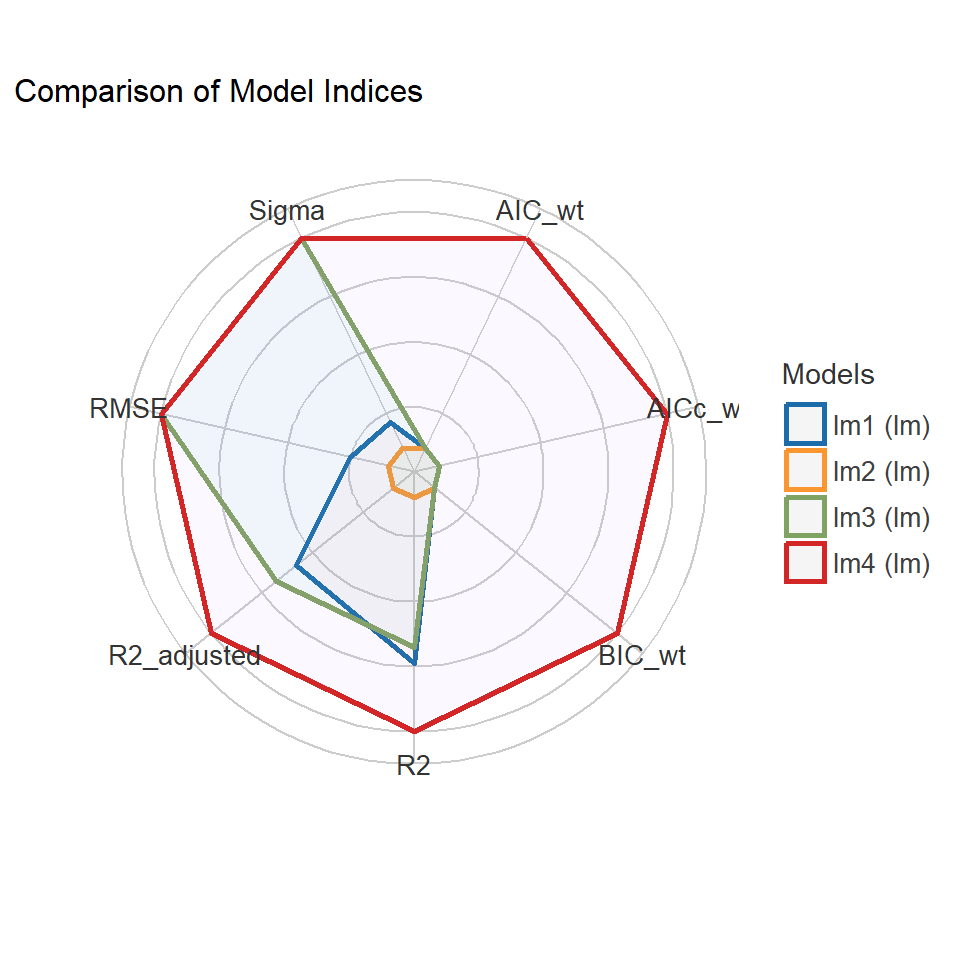 Comparison of Model Indices
Sigma
AIC_wt
RMSE
AICc_w
R2_adjusted
BIC_wt
R2
Models
lm1 (lm)
lm2 (lm)
lm3 (lm)
lm4 (lm)